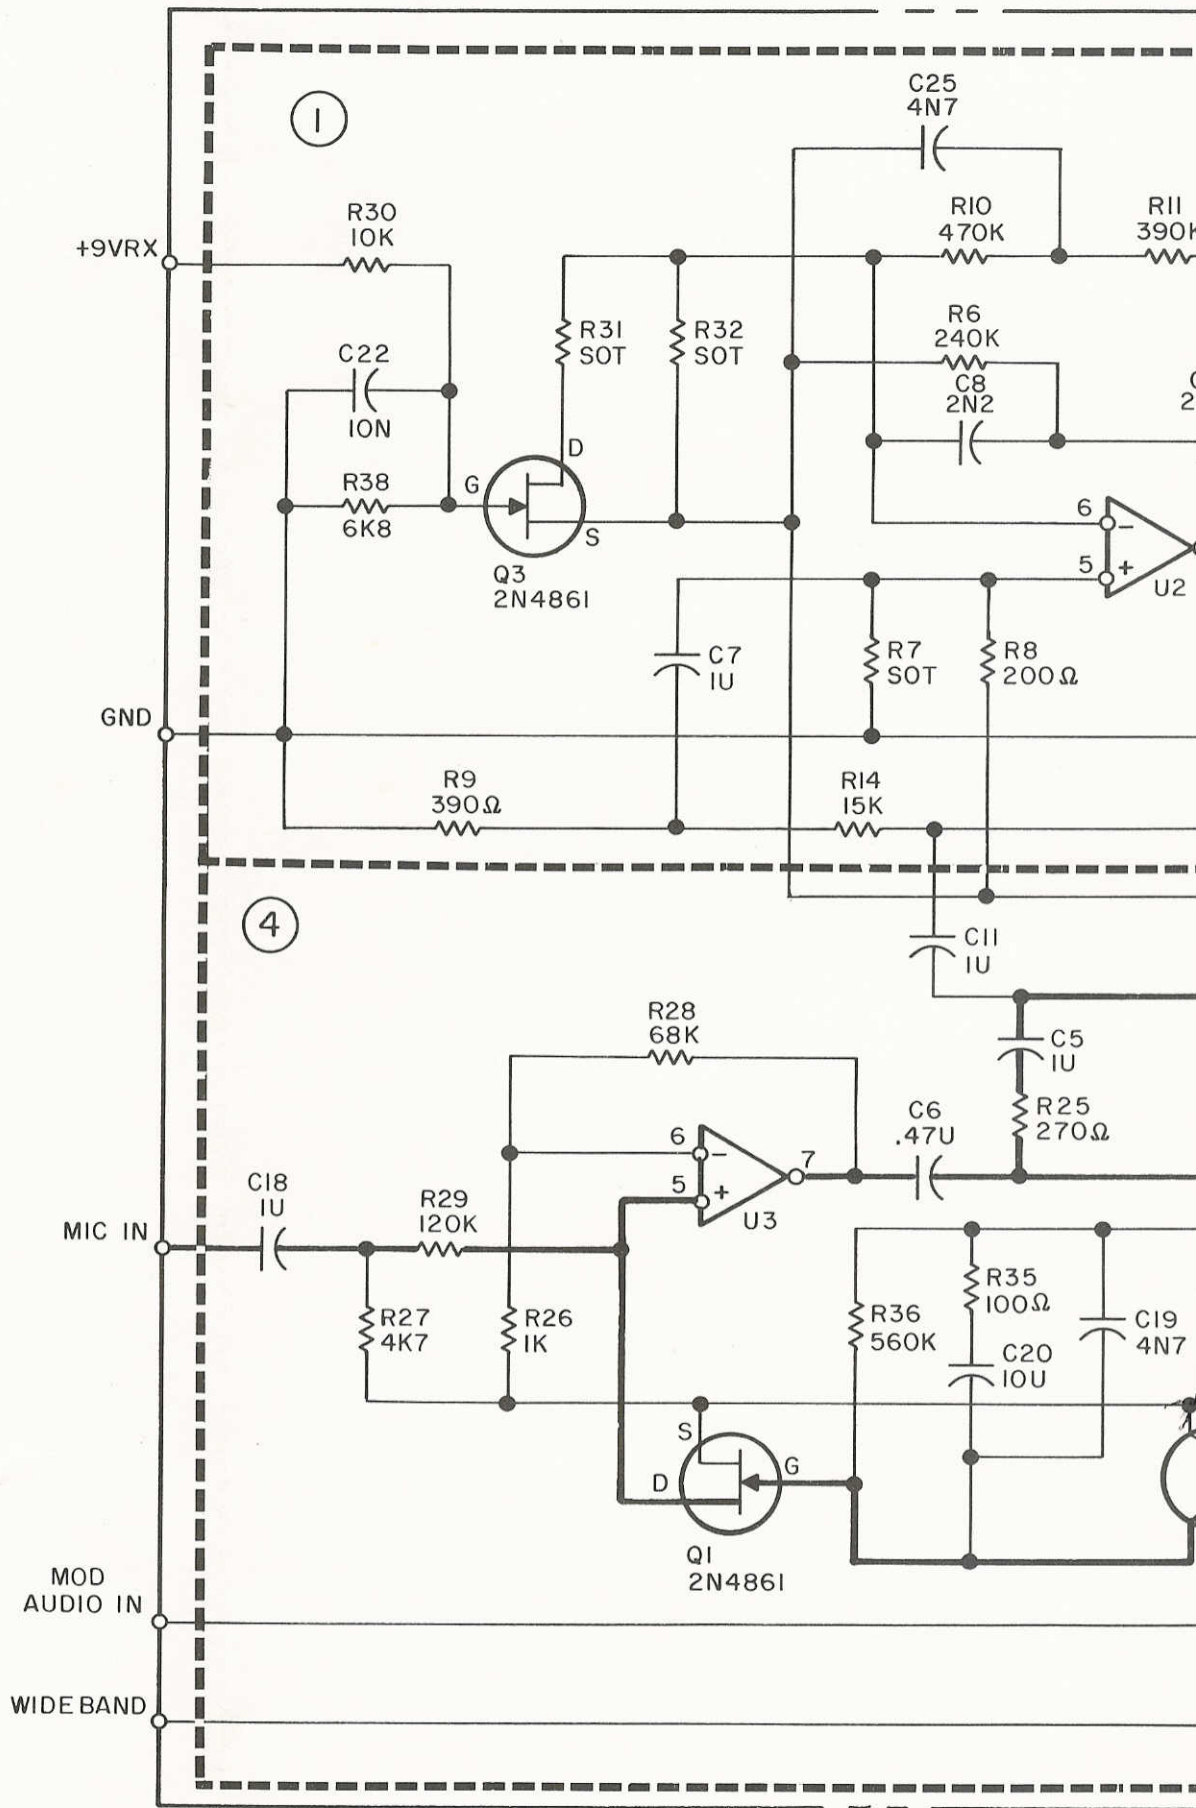 1
C25
4N7
R30
10K
+9VRX
R10
470K
R11
390K
R31
SOT
R32
SOT
R6
240K
C22
10N
C8
2N2
2
D
R38
6K8
G
S
6
−
5
+
U2
Q3
2N4861
C7
1U
R7
SOT
R8
200Ω
GND
R9
390Ω
R14
15K
4
C11
1U
R28
68K
C5
1U
R25
270Ω
C6
.47U
6
−
7
5
+
U3
C18
1U
R29
120K
MIC IN
R27
4K7
R26
1K
R36
560K
R35
100Ω
C20
10U
C19
4N7
S
D
G
Q1
2N4861
MOD
AUDIO IN
WIDEBAND